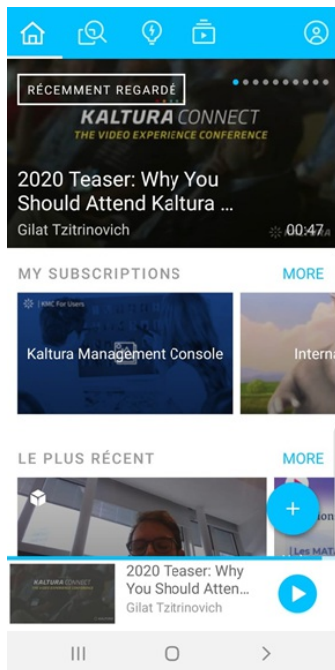 RÉCEMMENT REGARDÉ
KALTURA CONNECT
THE VIDEO EXPERIENCE CONFERENCE
2020 Teaser: Why You
Should Attend Kaltura ...
Gilat Tzitrinovich
00:47
MY SUBSCRIPTIONS
MORE
KMC For Users
Kaltura Management Console
Interna
LE PLUS RÉCENT
MORE
+
| Les MATA
2020 Teaser: Why
You Should Atten...
KALTURA CONNECT
Gilat Tzitrinovich